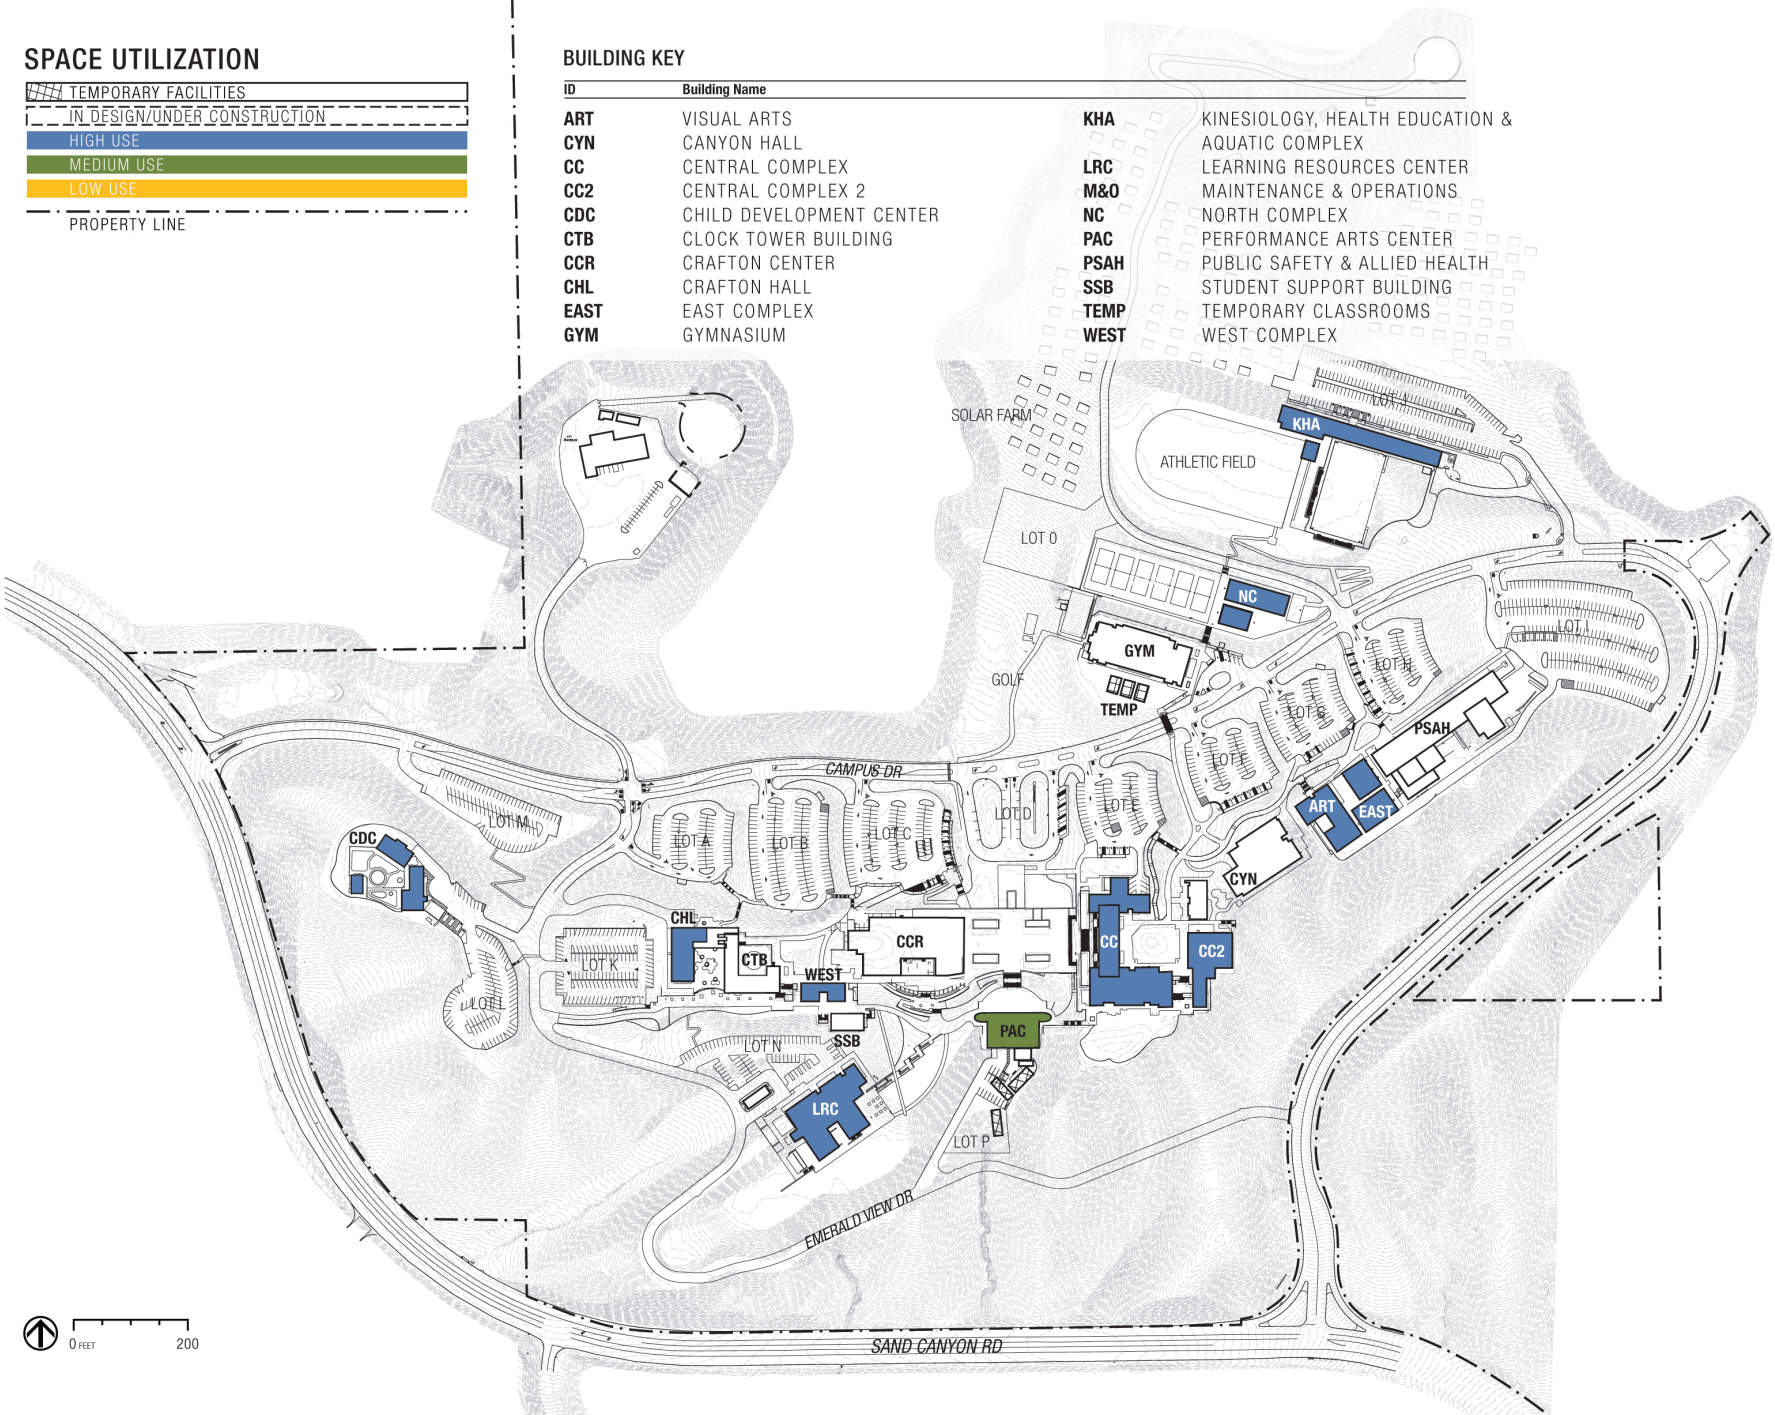 SPACE UTILIZATION
TEMPORARY FACILITIES
IN DESIGN/UNDER CONSTRUCTION
HIGH USE
MEDIUM USE
LOW USE
PROPERTY LINE
BUILDING KEY
ID Building Name
ART VISUAL ARTS
CYN CANYON HALL
CC CENTRAL COMPLEX
CC2 CENTRAL COMPLEX 2
CDC CHILD DEVELOPMENT CENTER
CTB CLOCK TOWER BUILDING
CCR CRAFTON CENTER
CHL CRAFTON HALL
EAST EAST COMPLEX
GYM GYMNASIUM
KHA KINESIOLOGY, HEALTH EDUCATION &
AQUATIC COMPLEX
LRC LEARNING RESOURCES CENTER
M&O MAINTENANCE & OPERATIONS
NC NORTH COMPLEX
PAC PERFORMANCE ARTS CENTER
PSAH PUBLIC SAFETY & ALLIED HEALTH
SSB STUDENT SUPPORT BUILDING
TEMP TEMPORARY CLASSROOMS
WEST WEST COMPLEX
LOT J
SOLAR FARM
KHA
ATHLETIC FIELD
LOT O
NC
LOT I
GYM
LOT H
GOLF
TEMP
LOT G
PSAH
LOT F
CAMPUS DR
LOT E
ART
EAST
LOT M
LOT D
LOT C
LOT A
LOT B
CDC
CYN
CHL
CCR
CC
CC2
CTB
LOT K
WEST
LOT L
PAC
SSB
LOT N
LRC
LOT P
EMERALD VIEW DR
0 FEET 200
SAND CANYON RD